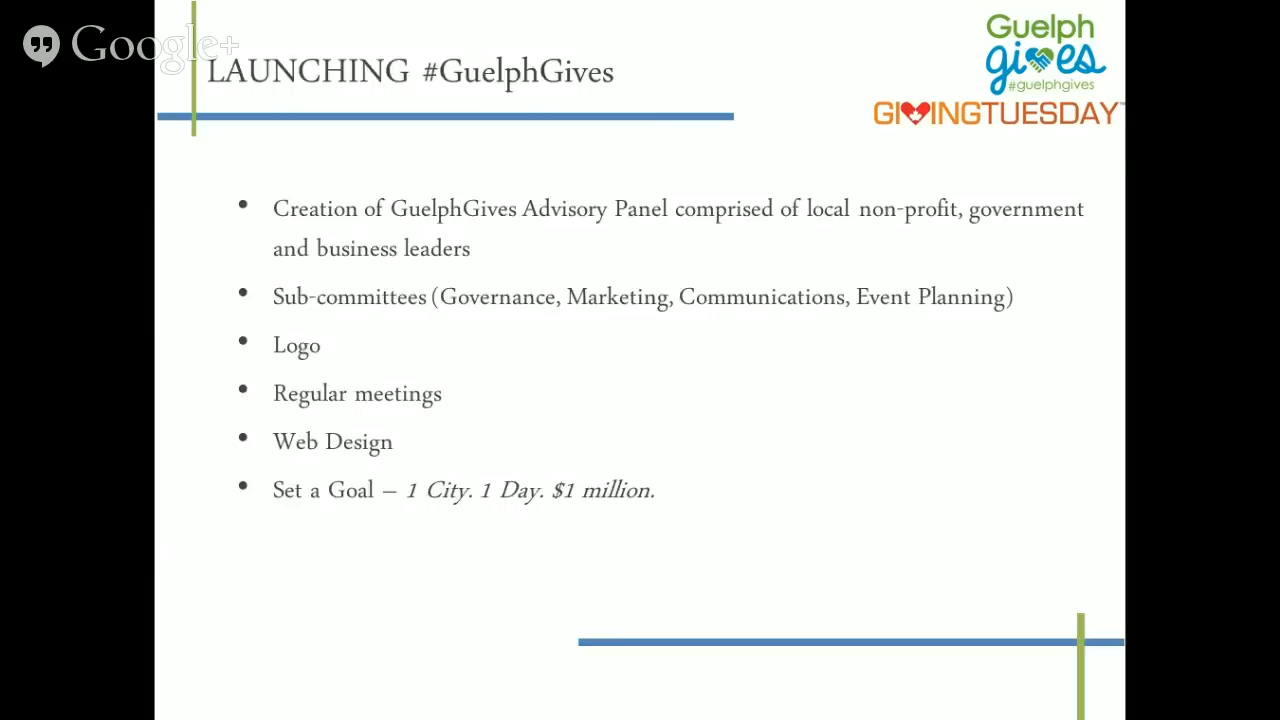 Google+
LAUNCHING #GuelphGives
Guelph
gives
#guelphgives
GIVINGTUESDAY™
• Creation of GuelphGives Advisory Panel comprised of local non-profit, government
and business leaders
• Sub-committees (Governance, Marketing, Communications, Event Planning)
• Logo
• Regular meetings
• Web Design
• Set a Goal – 1 City. 1 Day. $1 million.